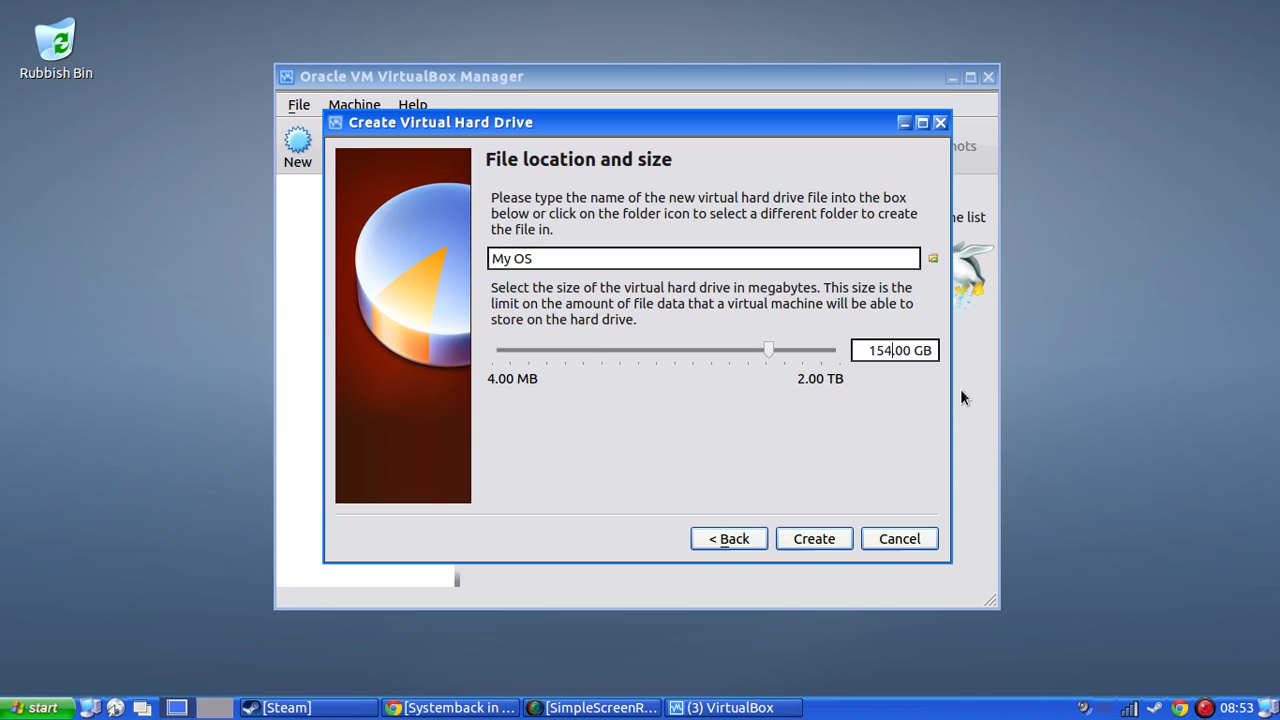 Rubbish Bin
Oracle VM VirtualBox Manager
File Machine Help
Create Virtual Hard Drive
New
hots
File location and size
Please type the name of the new virtual hard drive file into the box
below or click on the folder icon to select a different folder to create
the file in.
e list
My OS
Select the size of the virtual hard drive in megabytes. This size is the
limit on the amount of file data that a virtual machine will be able to
store on the hard drive.
154.00 GB
4.00 MB 2.00 TB
< Back Create Cancel
start [Steam] [Systemback in ... [SimpleScreenR... (3) VirtualBox 08:53